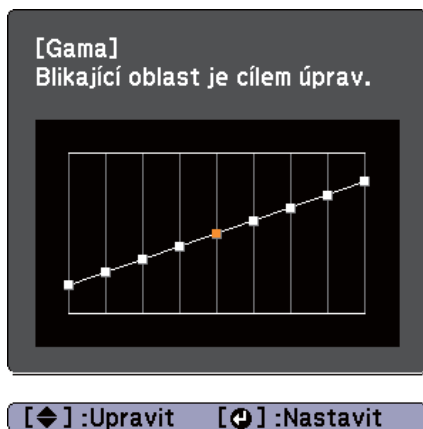 [Gama]
Blikající oblast je cílem úprav.
[◆] :Upravit [↵] :Nastavit